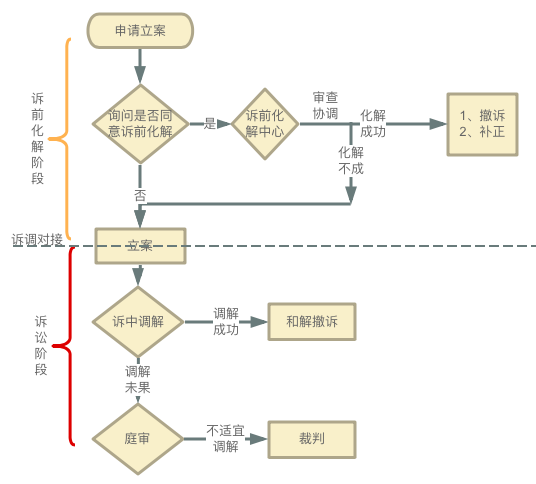 申请立案
诉
前
化
解
阶
段
询问是否同
意诉前化解
是
诉前化
解中心
审查
协调
化解
成功
1、撤诉
2、补正
化解
不成
否
诉调对接
立案
诉
讼
阶
段
诉中调解
调解
成功
和解撤诉
调解
未果
庭审
不适宜
调解
裁判